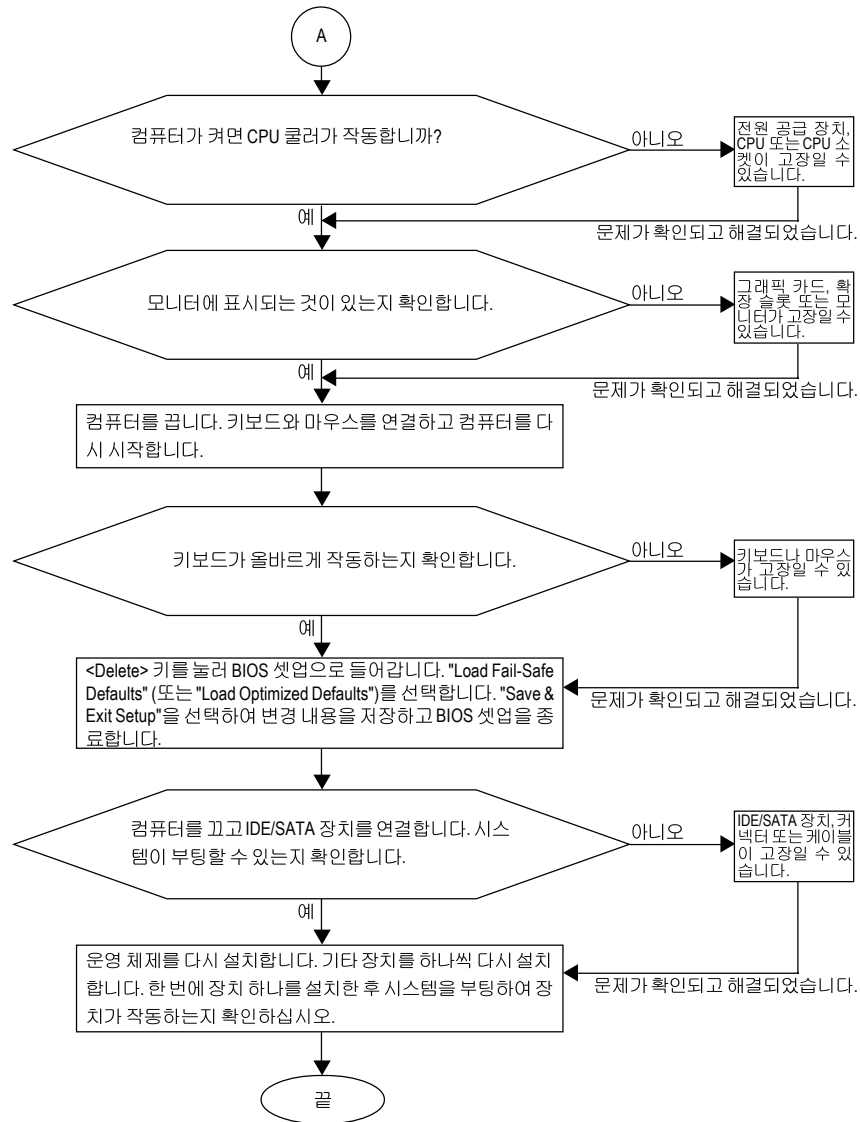 A
컴퓨터가 켜면 CPU 쿨러가 작동합니까?
아니오
전원 공급 장치,
CPU 또는 CPU 소
켓이 고장일 수
있습니다.
예
문제가 확인되고 해결되었습니다.
모니터에 표시되는 것이 있는지 확인합니다.
아니오
그래픽 카드, 확
장 슬롯 또는 모
니터가 고장일 수
있습니다.
예
문제가 확인되고 해결되었습니다.
컴퓨터를 끕니다. 키보드와 마우스를 연결하고 컴퓨터를 다
시 시작합니다.
키보드가 올바르게 작동하는지 확인합니다.
아니오
키보드나 마우스
가 고장일 수 있
습니다.
예
<Delete> 키를 눌러 BIOS 셋업으로 들어갑니다. "Load Fail-Safe
Defaults" (또는 "Load Optimized Defaults")를 선택합니다. "Save &
Exit Setup"을 선택하여 변경 내용을 저장하고 BIOS 셋업을 종
료합니다.
문제가 확인되고 해결되었습니다.
컴퓨터를 끄고 IDE/SATA 장치를 연결합니다. 시스
템이 부팅할 수 있는지 확인합니다.
아니오
IDE/SATA 장치, 커
넥터 또는 케이블
이 고장일 수 있
습니다.
예
운영 체제를 다시 설치합니다. 기타 장치를 하나씩 다시 설치
합니다. 한 번에 장치 하나를 설치한 후 시스템을 부팅하여 장
치가 작동하는지 확인하십시오.
문제가 확인되고 해결되었습니다.
끝